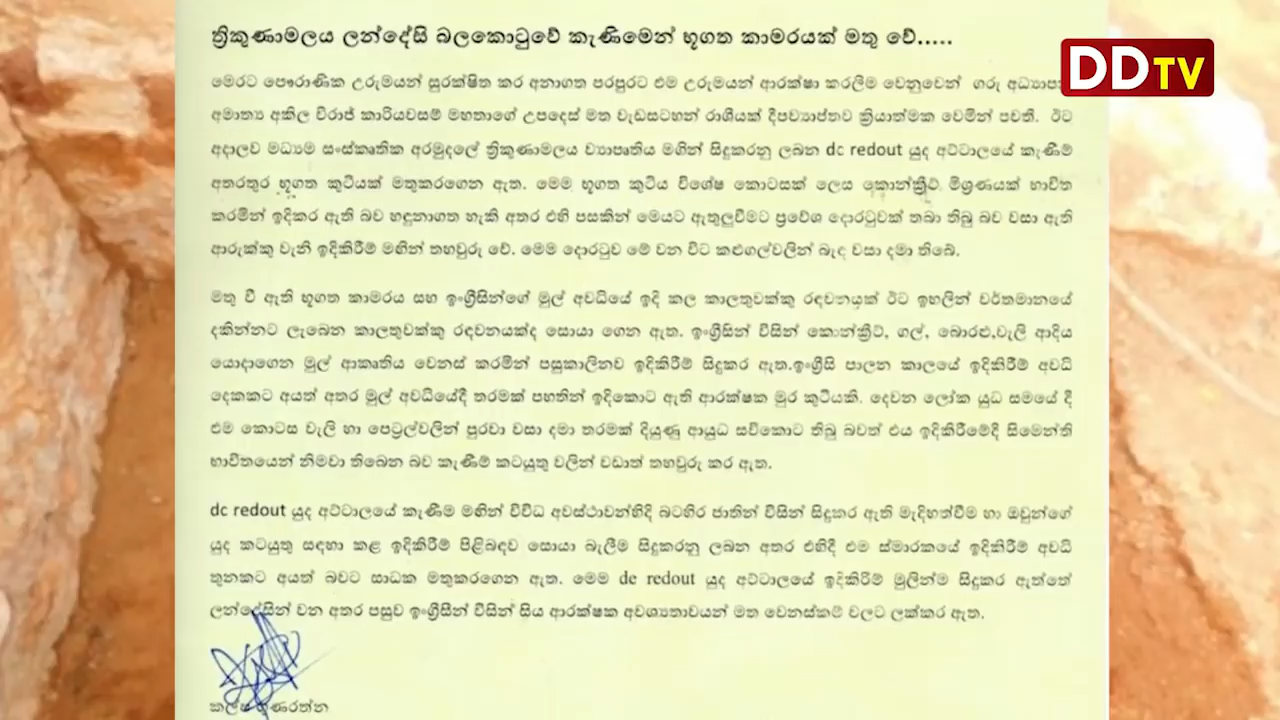 ත්‍රිකුණාමලය ලන්දේසි බලකොටුවේ කැණිමෙන් භූගත කාමරයක් මතු වේ.....
DDTV
මෙරට පෞරාණික උරුමයන් සුරක්ෂිත කර අනාගත පරපුරට එම උරුමයන් ආරක්ෂා කරලීම වෙනුවෙන් ගරු අධ්‍යාපන
අමාත්‍ය අකිල විරාජ් කාරියවසම් මහතාගේ උපදෙස් මත වැඩසටහන් රාශියක් දීපව්‍යාප්තව ක්‍රියාත්මක වෙමින් පවතී. ඊට
අදාලව මධ්‍යම සංස්කෘතික අරමුදලේ ත්‍රිකුණාමලය ව්‍යාපෘතිය මගින් සිදුකරනු ලබන dc redout යුද අට්ටාලයේ කැණීම්
අතරතුර භූගත කුටියක් මතුකරගෙන ඇත. මෙම භූගත කුටිය විශේෂ කොටසක් ලෙස කොන්ක්‍රීට් මිශ්‍රණයක් භාවිත
කරමින් ඉදිකර ඇති බව හඳුනාගත හැකි අතර එහි පසකින් මෙයට ඇතුලුවීමට ප්‍රවේශ දොරටුවක් තබා තිබු බව වසා ඇති
ආරුක්කු වැනි ඉදිකිරීම් මඟින් තහවුරු වේ. මෙම දොරටුව මේ වන විට කළුගල්වලින් බැඳ වසා දමා තිබේ.
මතු වී ඇති භූගත කාමරය සහ ඉංග්‍රීසින්ගේ මුල් අවධියේ ඉදි කල කාලතුවක්කු රඳවනයක් ඊට ඉහලින් වර්තමානයේ
දකින්නට ලැබෙන කාලතුවක්කු රඳවනයක්ද සොයා ගෙන ඇත. ඉංග්‍රීසින් විසින් කොන්ක්‍රීට්, ගල්, බොරළු,වැලි ආදිය
යොදාගෙන මුල් ආකෘතිය වෙනස් කරමින් පසුකාලිනව ඉදිකිරීම් සිදුකර ඇත.ඉංග්‍රීසි පාලන කාලයේ ඉදිකිරීම් අවධි
දෙකකට අයත් අතර මුල් අවධියේදී තරමක් පහතින් ඉදිකොට ඇති ආරක්ෂක මුර කුටියකි. දෙවන ලෝක යුධ සමයේ දී
එම කොටස වැලි හා පෙට්‍රල්වලින් පුරවා වසා දමා තරමක් දියුණු ආයුධ සවිකොට තිබු බවත් එය ඉදිකිරීමේදී සිමෙන්ති
භාවිතයෙන් නිමවා තිබෙන බව කැණීම් කටයුතු වලින් වඩාත් තහවුරු කර ඇත.
dc redout යුද අට්ටාලයේ කැණීම මඟින් විවිධ අවස්ථාවන්හිදි බටහිර ජාතින් විසින් සිදුකර ඇති මැදිහත්වීම් හා ඔවුන්ගේ
යුද කටයුතු සඳහා කළ ඉදිකිරීම් පිළිබඳව සොයා බැලීම සිදුකරනු ලබන අතර එහිදී එම ස්මාරකයේ ඉදිකිරීම් අවධි
තුනකට අයත් බවට සාධක මතුකරගෙන ඇත. මෙම de redout යුද අට්ටාලයේ ඉදිකිරිම් මුලින්ම සිදුකර ඇත්තේ
ලන්දේසින් වන අතර පසුව ඉංග්‍රීසීන් විසින් සිය ආරක්ෂක අවශ්‍යතාවයන් මත වෙනස්කම් වලට ලක්කර ඇත.
ගුණරත්න